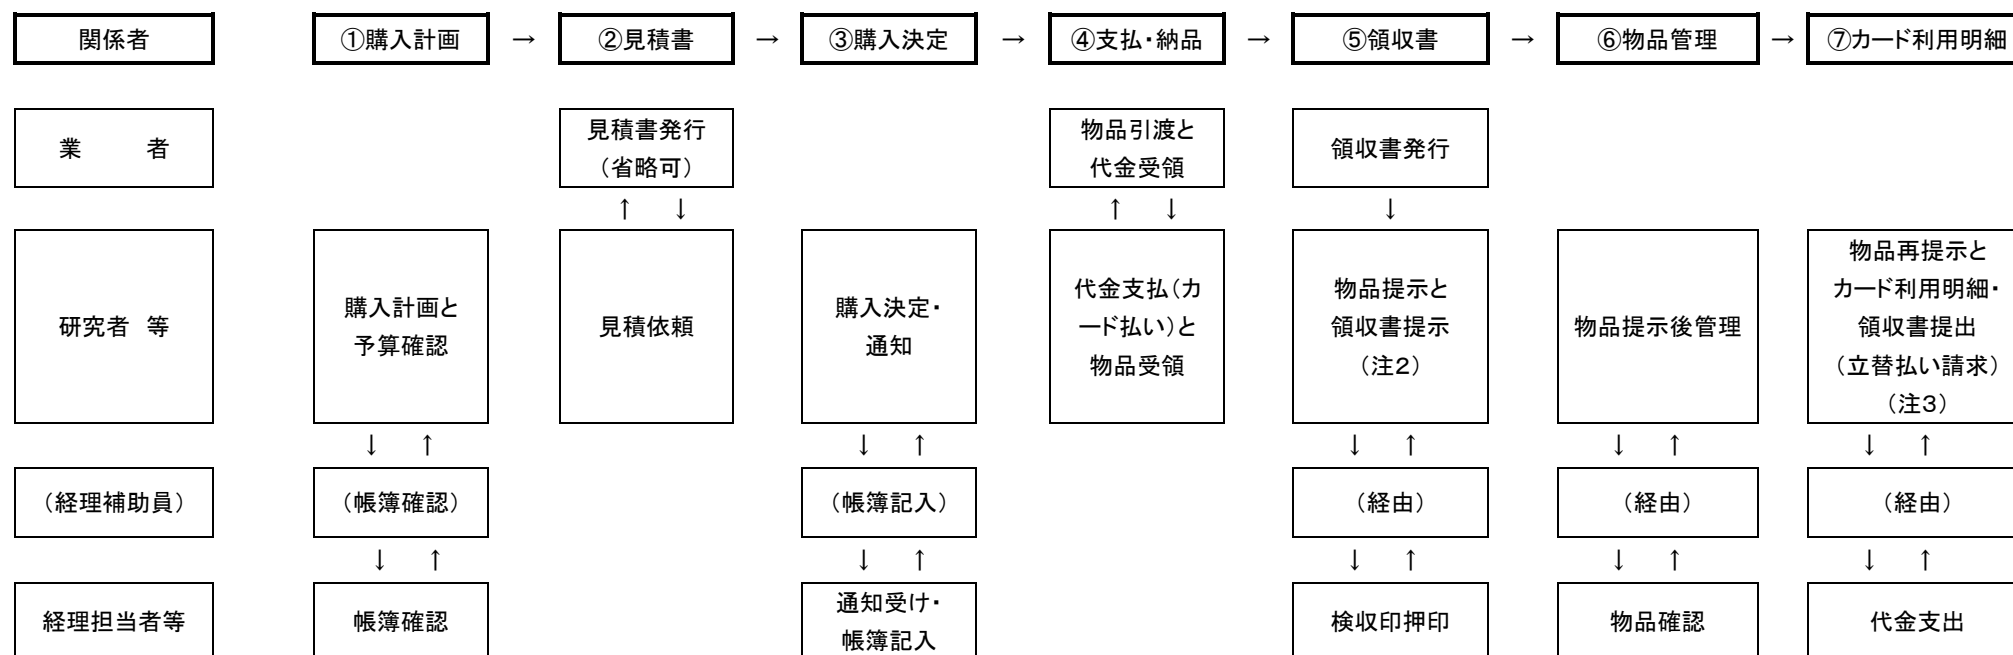 関係者 ①購入計画 → ②見積書 → ③購入決定 → ④支払・納品 → ⑤領収書 → ⑥物品管理 → ⑦カード利用明細
業　者
見積書発行
（省略可）
物品引渡と
代金受領
領収書発行
↑ ↓ ↑ ↓ ↓
研究者 等
購入計画と
予算確認
見積依頼
購入決定・
通知
代金支払（カ
ード払い）と
物品受領
物品提示と
領収書提示
（注２）
物品提示後管理
物品再提示と
カード利用明細・
領収書提出
（立替払い請求）
（注３）
↓ ↑ ↓ ↑ ↓ ↑ ↓ ↑ ↓ ↑
（経理補助員） （帳簿確認） （帳簿記入） （経由） （経由） （経由）
↓ ↑ ↓ ↑ ↓ ↑ ↓ ↑ ↓ ↑
経理担当者等
帳簿確認
通知受け・
帳簿記入
検収印押印
物品確認
代金支出